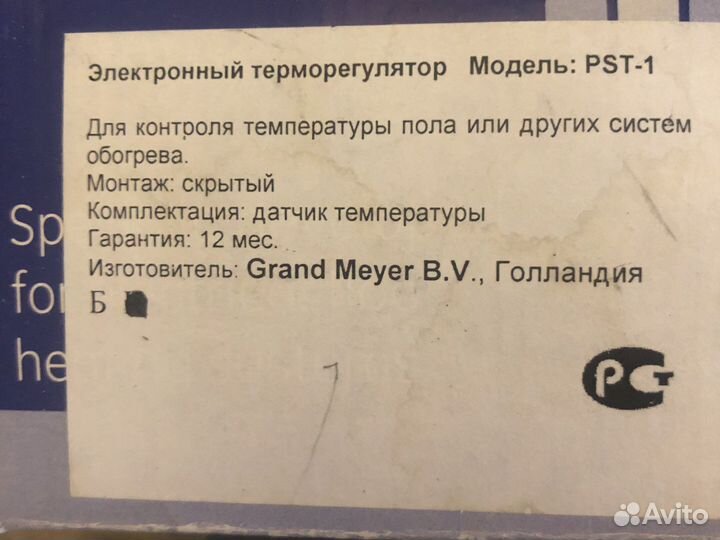 Электронный терморегулятор Модель: PST-1
Для контроля температуры пола или других систем
обогрева.
Монтаж: скрытый
Комплектация: датчик температуры
Гарантия: 12 мес.
Изготовитель: Grand Meyer B.V., Голландия
Б
РСТ
Sp
for
he
Avito